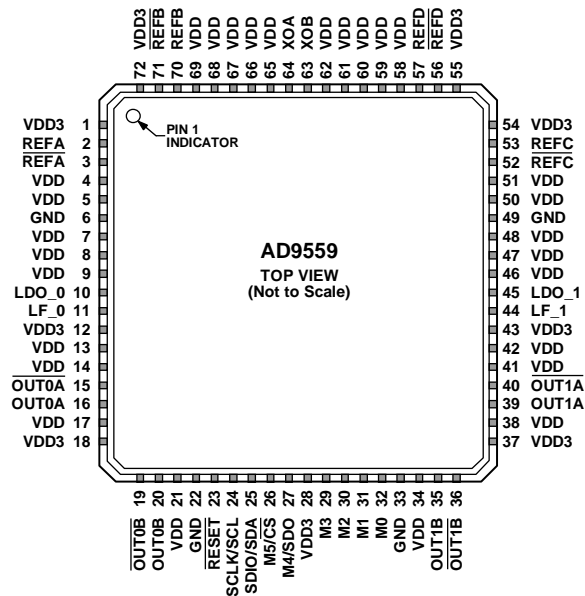 72 VDD3
71 REFB
70 REFB
69 VDD
68 VDD
67 VDD
66 VDD
65 VDD
64 XOA
63 XOB
62 VDD
61 VDD
60 VDD
59 VDD
58 VDD
57 REFD
56 REFD
55 VDD3
VDD3 1
REFA 2
REFA 3
VDD 4
VDD 5
GND 6
VDD 7
VDD 8
VDD 9
LDO_0 10
LF_0 11
VDD3 12
VDD 13
VDD 14
OUT0A 15
OUT0A 16
VDD 17
VDD3 18
PIN 1
INDICATOR
AD9559
TOP VIEW
(Not to Scale)
54 VDD3
53 REFC
52 REFC
51 VDD
50 VDD
49 GND
48 VDD
47 VDD
46 VDD
45 LDO_1
44 LF_1
43 VDD3
42 VDD
41 VDD
40 OUT1A
39 OUT1A
38 VDD
37 VDD3
OUT0B 19
OUT0B 20
VDD 21
GND 22
RESET 23
SCLK/SCL 24
SDIO/SDA 25
M5/CS 26
M4/SDO 27
VDD3 28
M3 29
M2 30
M1 31
M0 32
GND 33
VDD 34
OUT1B 35
OUT1B 36